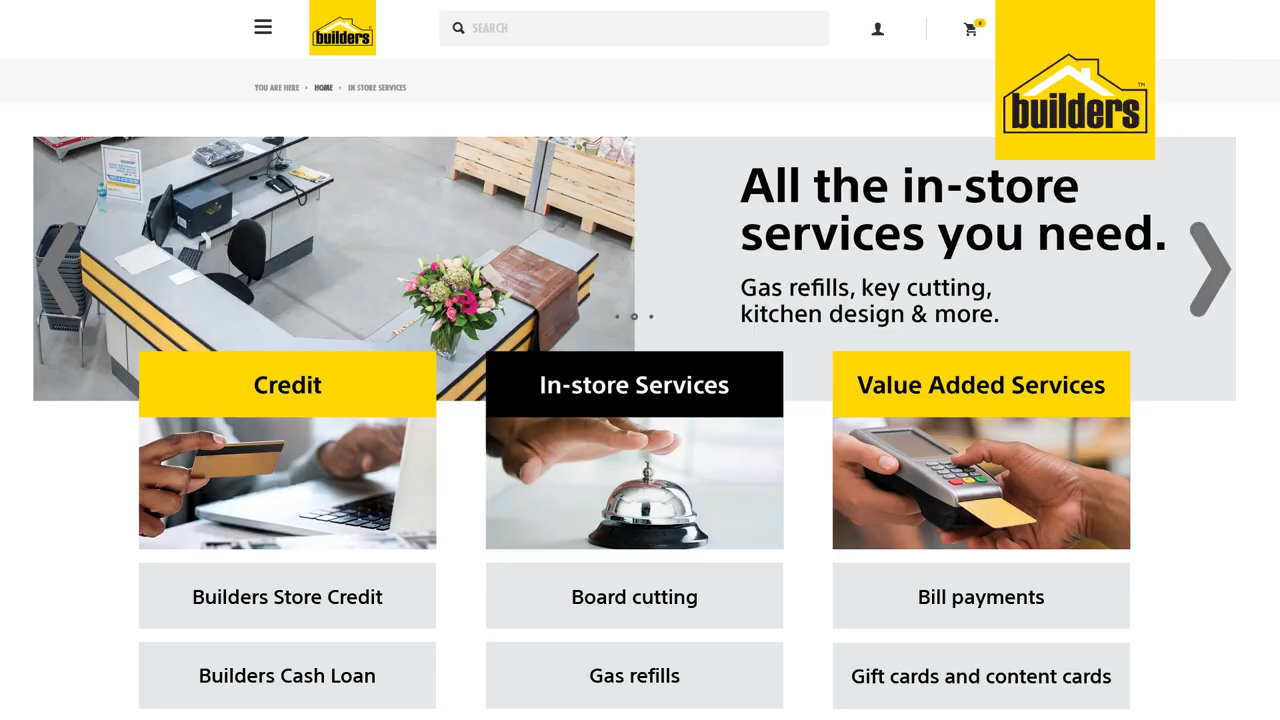 builders
SEARCH
0
builders™
YOU ARE HERE HOME IN STORE SERVICES
All the in-store
services you need.
Gas refills, key cutting,
kitchen design & more.
Credit
In-store Services
Value Added Services
Builders Store Credit
Board cutting
Bill payments
Builders Cash Loan
Gas refills
Gift cards and content cards